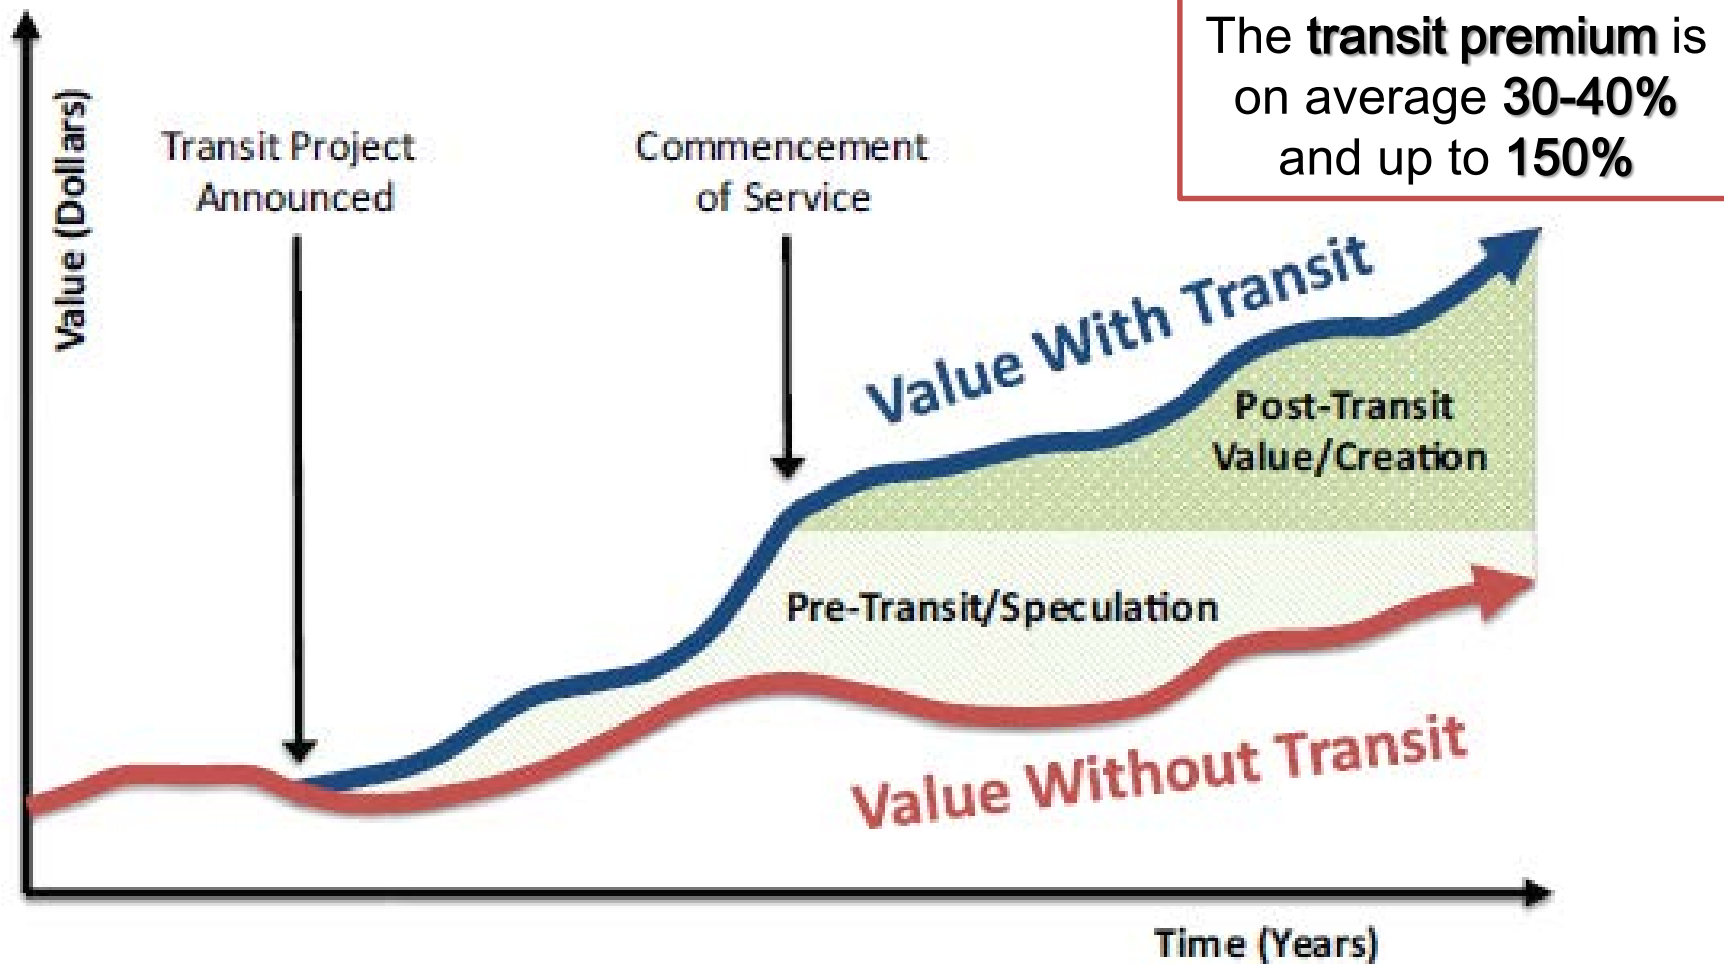 The transit premium is
on average 30-40%
and up to 150%
Value (Dollars)
Transit Project
Announced
Commencement
of Service
Value With Transit
Post-Transit
Value/Creation
Pre-Transit/Speculation
Value Without Transit
Time (Years)